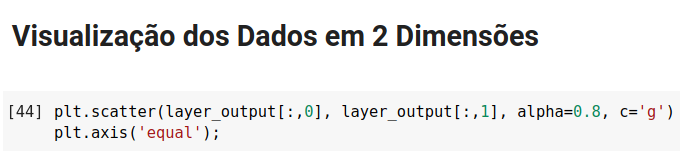 Visualização dos Dados em 2 Dimensões
[44] plt.scatter(layer_output[:,0], layer_output[:,1], alpha=0.8, c='g')
plt.axis('equal');